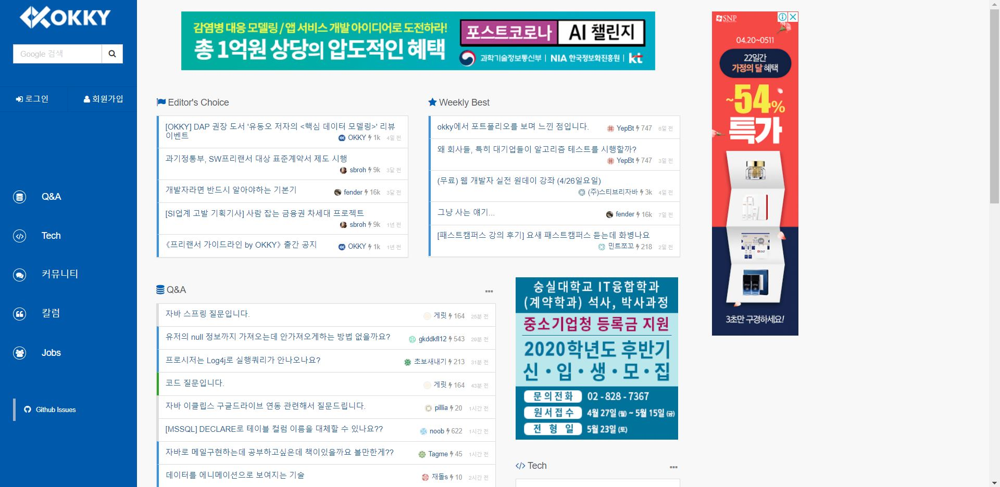 OKKY
Google 검색
로그인
회원가입
Q&A
Tech
커뮤니티
칼럼
Jobs
Github Issues
감염병 대응 모델링 / 앱 서비스 개발 아이디어로 도전하라!
총 1억원 상당의 압도적인 혜택
포스트코로나 AI 챌린지
과학기술정보통신부 | NIA 한국정보화진흥원 | kt
Editor's Choice
[OKKY] DAP 권장 도서 '유동오 저자의 <핵심 데이터 모델링>' 리뷰
이벤트
OKKY 1k 4일 전
과기정통부, SW프리랜서 대상 표준계약서 제도 시행
sbroh 9k 3달 전
개발자라면 반드시 알아야하는 기본기
fender 16k 3달 전
[SI업계 고발 기획기사] 사람 잡는 금융권 차세대 프로젝트
sbroh 9k 1년 전
《프리랜서 가이드라인 by OKKY》 출간 공지
OKKY 1k 1년 전
Weekly Best
okky에서 포트폴리오를 보며 느낀 점입니다.
YepBt 747 6일 전
왜 회사들, 특히 대기업들이 알고리즘 테스트를 시행할까?
YepBt 747 3일 전
(무료) 웹 개발자 실전 원데이 강좌 (4/26일요일)
(주)스티브리자바 3k 4일 전
그냥 사는 얘기...
fender 16k 7일 전
[패스트캠퍼스 강의 후기] 요새 패스트캠퍼스 듣는데 화병나요
민트쪼꼬 218 2일 전
Q&A
자바 스프링 질문입니다.
게릿 164 25분 전
유저의 null 정보까지 가져오는데 안가져오게하는 방법 없을까요?
gkddkfl12 543 29분 전
프로시저는 Log4j로 실행쿼리가 안나오나요?
초보새내기 213 31분 전
코드 질문입니다.
게릿 164 43분 전
자바 이클립스 구글드라이브 연동 관련해서 질문드립니다.
pillia 20 1시간 전
[MSSQL] DECLARE로 테이블 컬럼 이름을 대체할 수 있나요??
noob 622 1시간 전
자바로 메일구현하는데 공부하고싶은데 책이있을까요 볼만한게??
Tagme 45 1시간 전
데이터를 에니메이션으로 보여지는 기술
재돌s 10 2시간 전
숭실대학교 IT융합학과
(계약학과) 석사, 박사과정
중소기업청 등록금 지원
2020학년도 후반기
신·입·생·모·집
문의전화 02 - 828 - 7367
원서접수 4월 27일 (월) ~ 5월 15일 (금)
전 형 일 5월 23일 (토)
Tech
SNP
04.20~0511
22일간
가정의 달 혜택
~54%
특가
3초만 구경하세요!